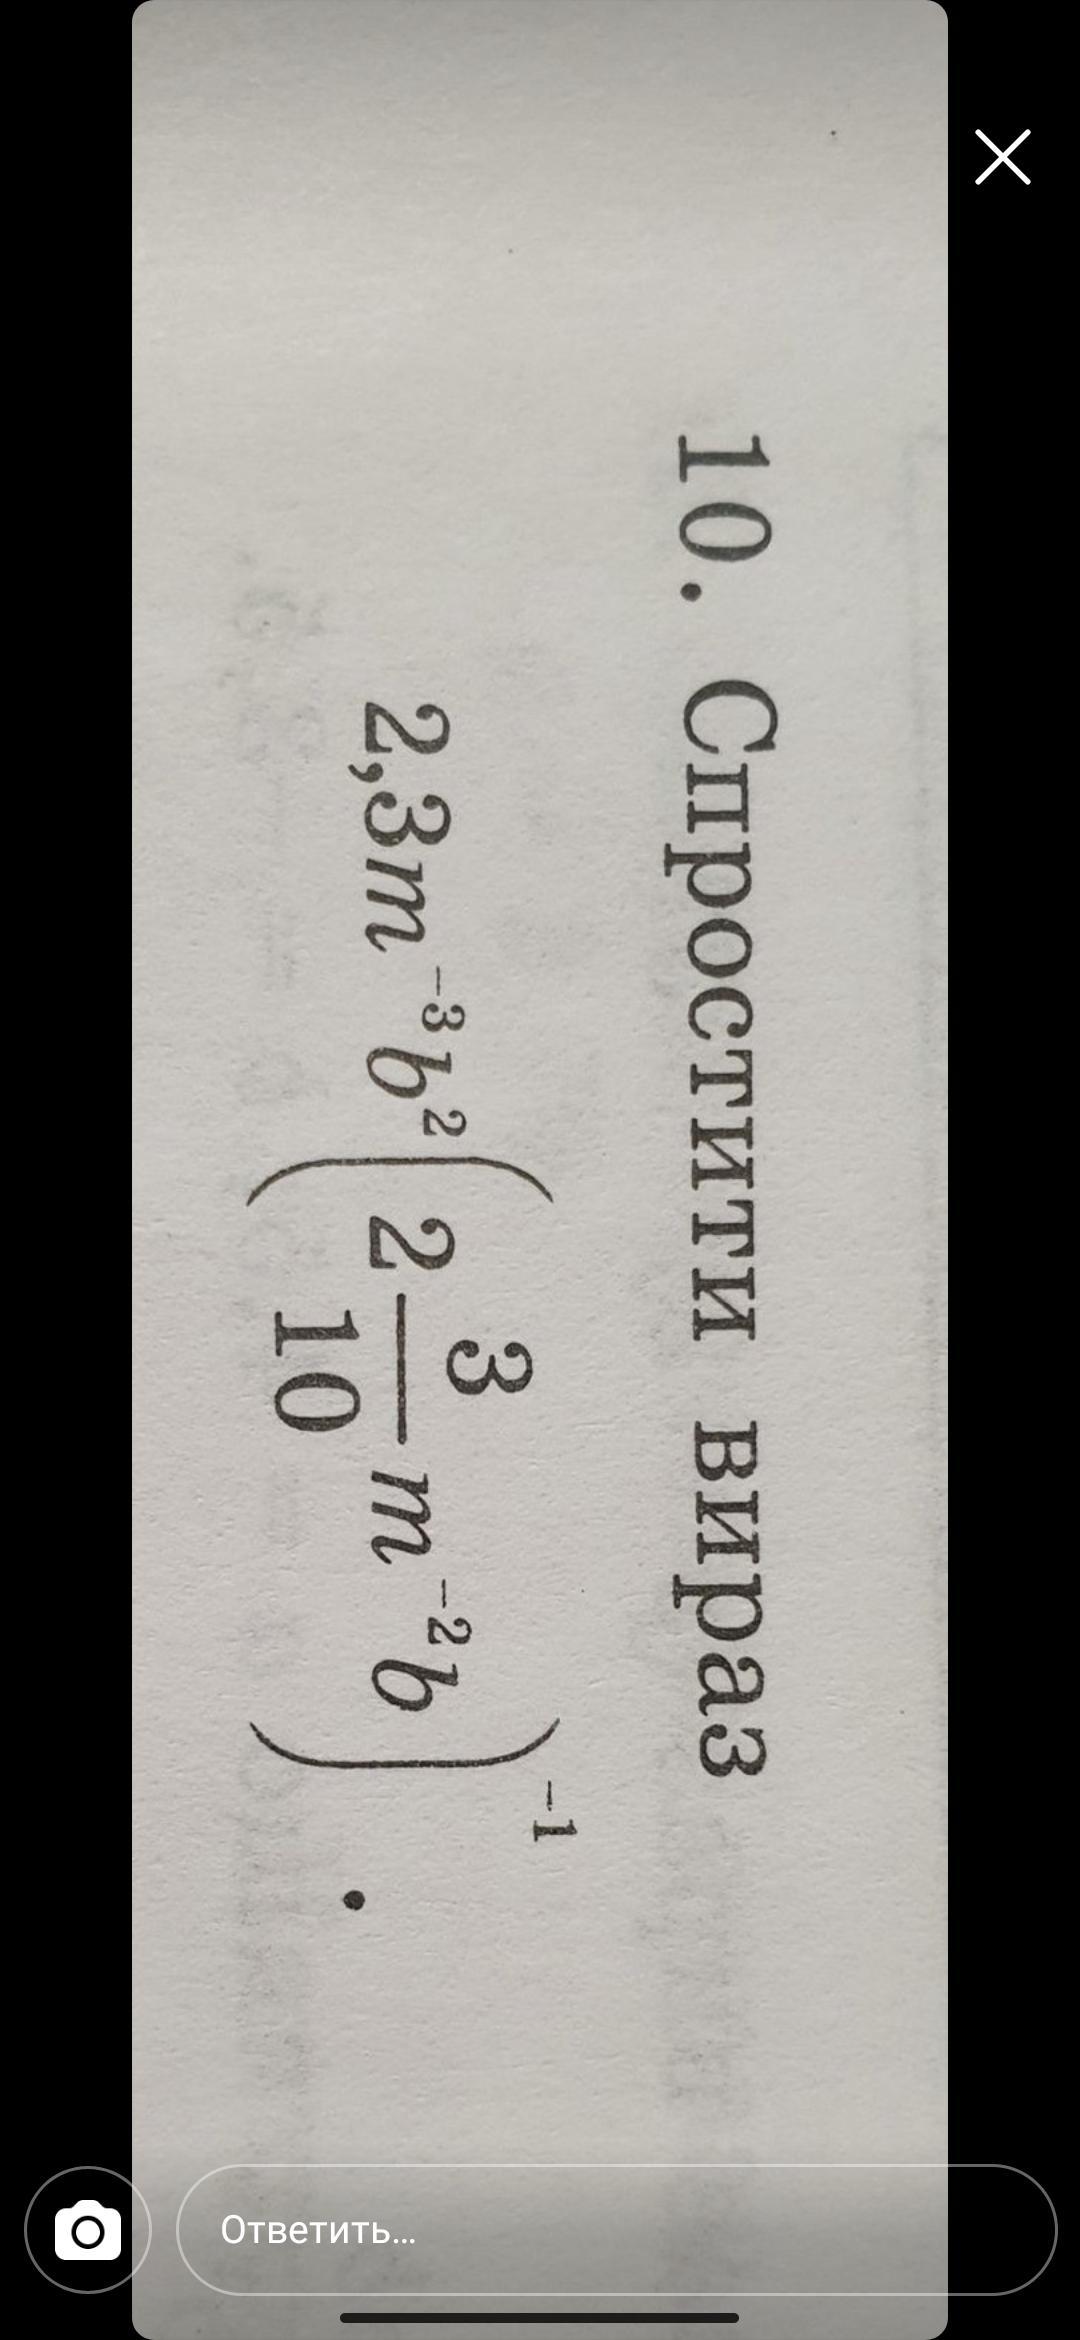 10. Спростити вираз
2,3m⁻³b²(2 3/10 m⁻²b)⁻¹.
Ответить...